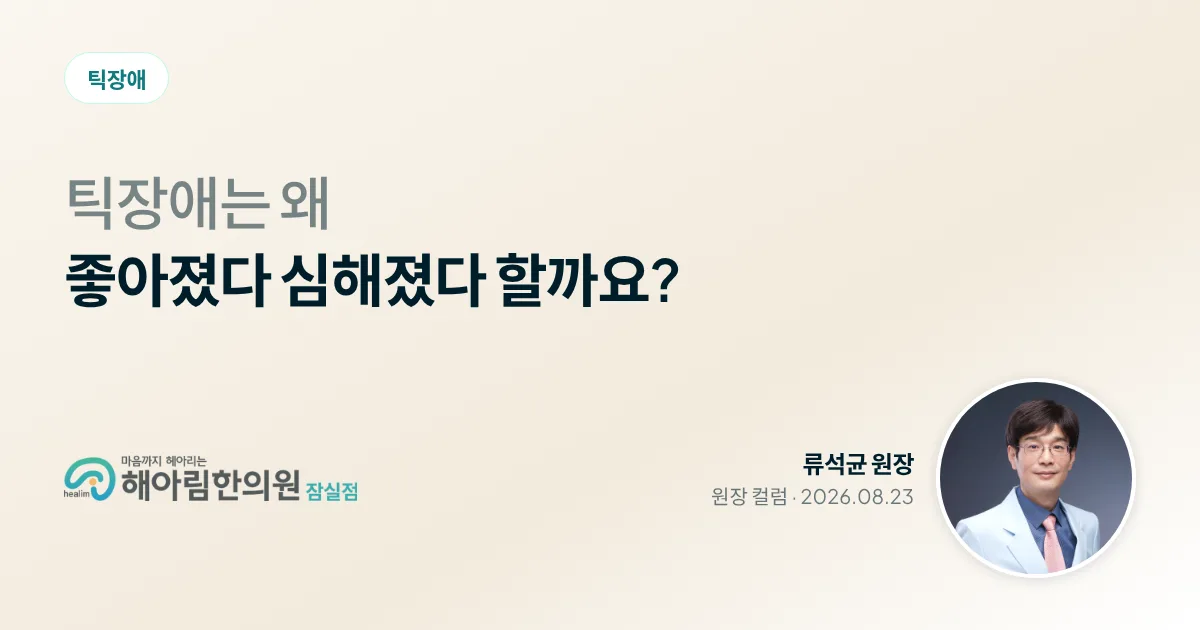 틱장애
틱장애는 왜
좋아졌다 심해졌다 할까요?
마음까지 헤아리는
healim 해아림한의원 잠실점
류석균 원장
원장 컬럼 · 2026.08.23